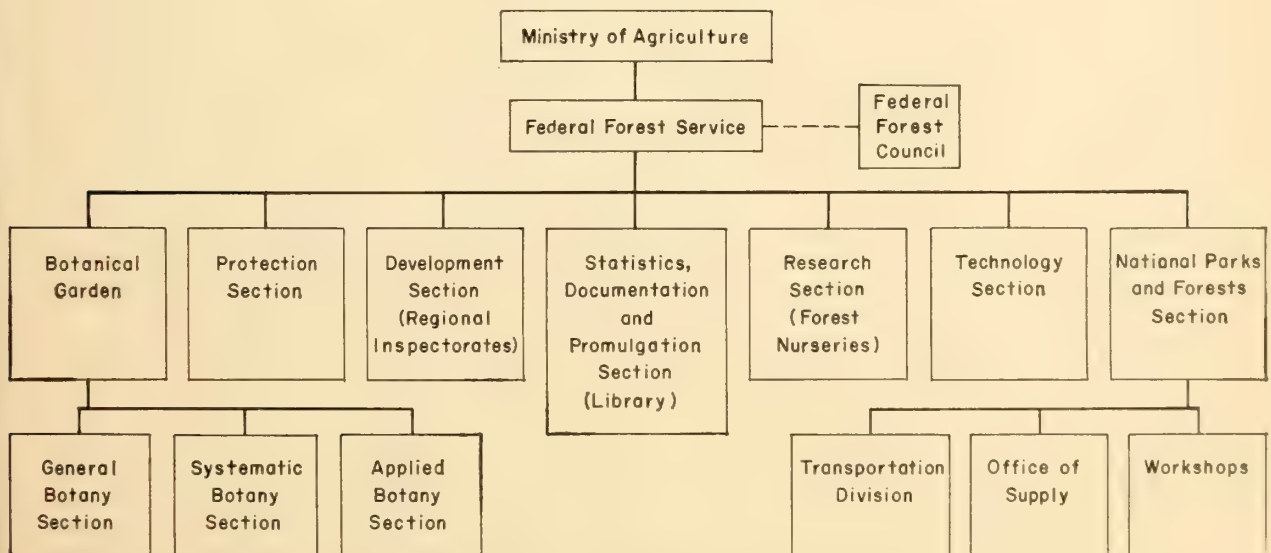 Ministry of Agriculture
Federal Forest Service
Federal
Forest
Council
Botanical
Garden
Protection
Section
Development
Section
(Regional
Inspectorates)
Statistics,
Documentation
and
Promulgation
Section
(Library)
Research
Section
(Forest
Nurseries)
Technology
Section
National Parks
and Forests
Section
General
Botany
Section
Systematic
Botany
Section
Applied
Botany
Section
Transportation
Division
Office of
Supply
Workshops